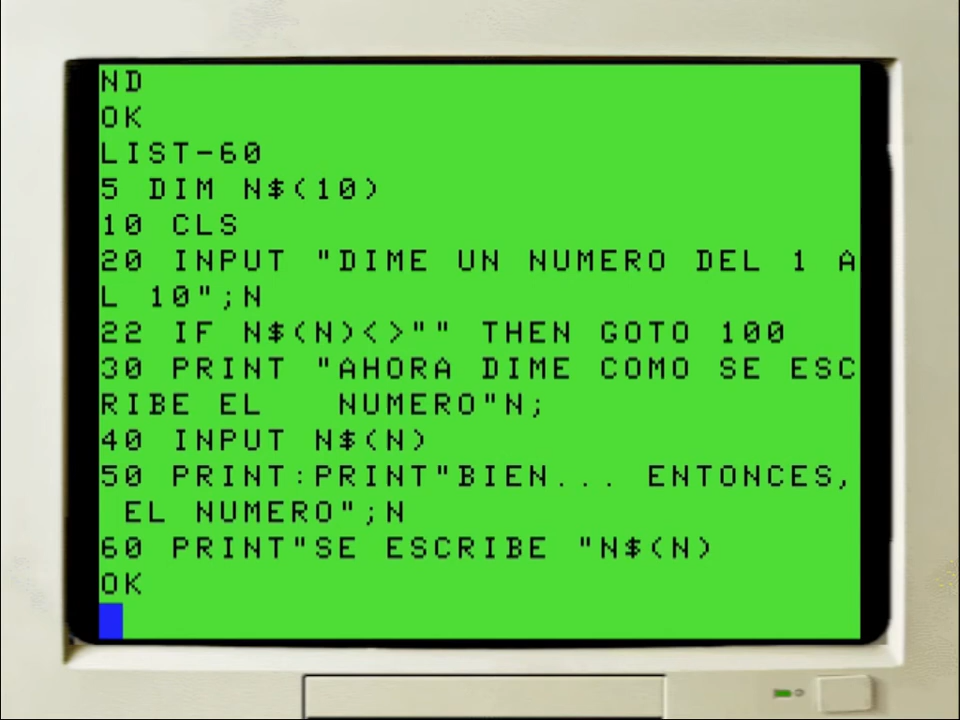 ND
OK
LIST-60
5 DIM N$(10)
10 CLS
20 INPUT "DIME UN NUMERO DEL 1 A
L 10";N
22 IF N$(N)<>"" THEN GOTO 100
30 PRINT "AHORA DIME COMO SE ESC
RIBE EL   NUMERO"N;
40 INPUT N$(N)
50 PRINT:PRINT"BIEN... ENTONCES,
 EL NUMERO";N
60 PRINT"SE ESCRIBE "N$(N)
OK